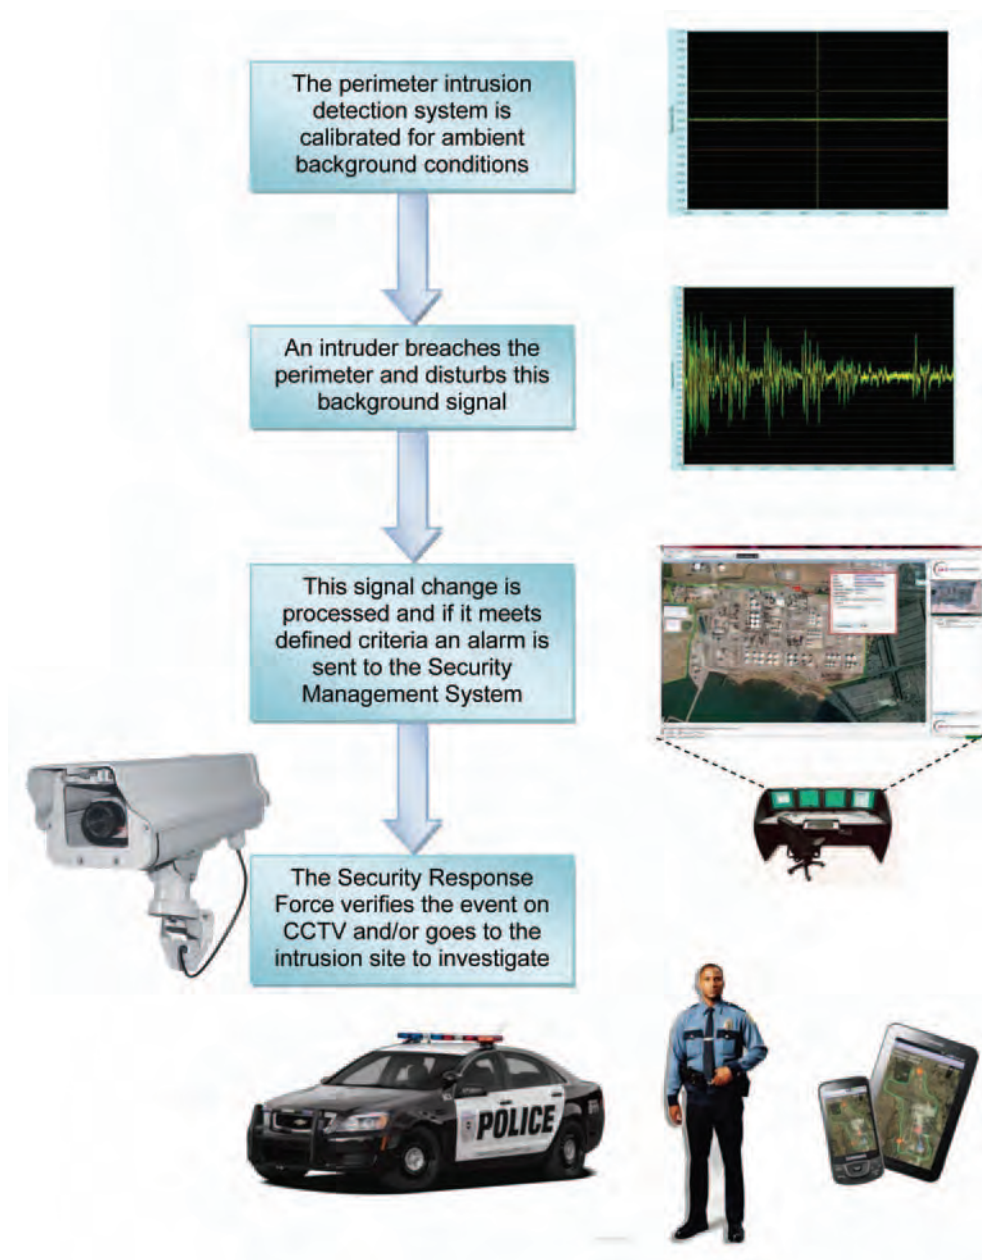 The perimeter intrusion
detection system is
calibrated for ambient
background conditions
An intruder breaches the
perimeter and disturbs this
background signal
This signal change is
processed and if it meets
defined criteria an alarm is
sent to the Security
Management System
The Security Response
Force verifies the event on
CCTV and/or goes to the
intrusion site to investigate
POLICE